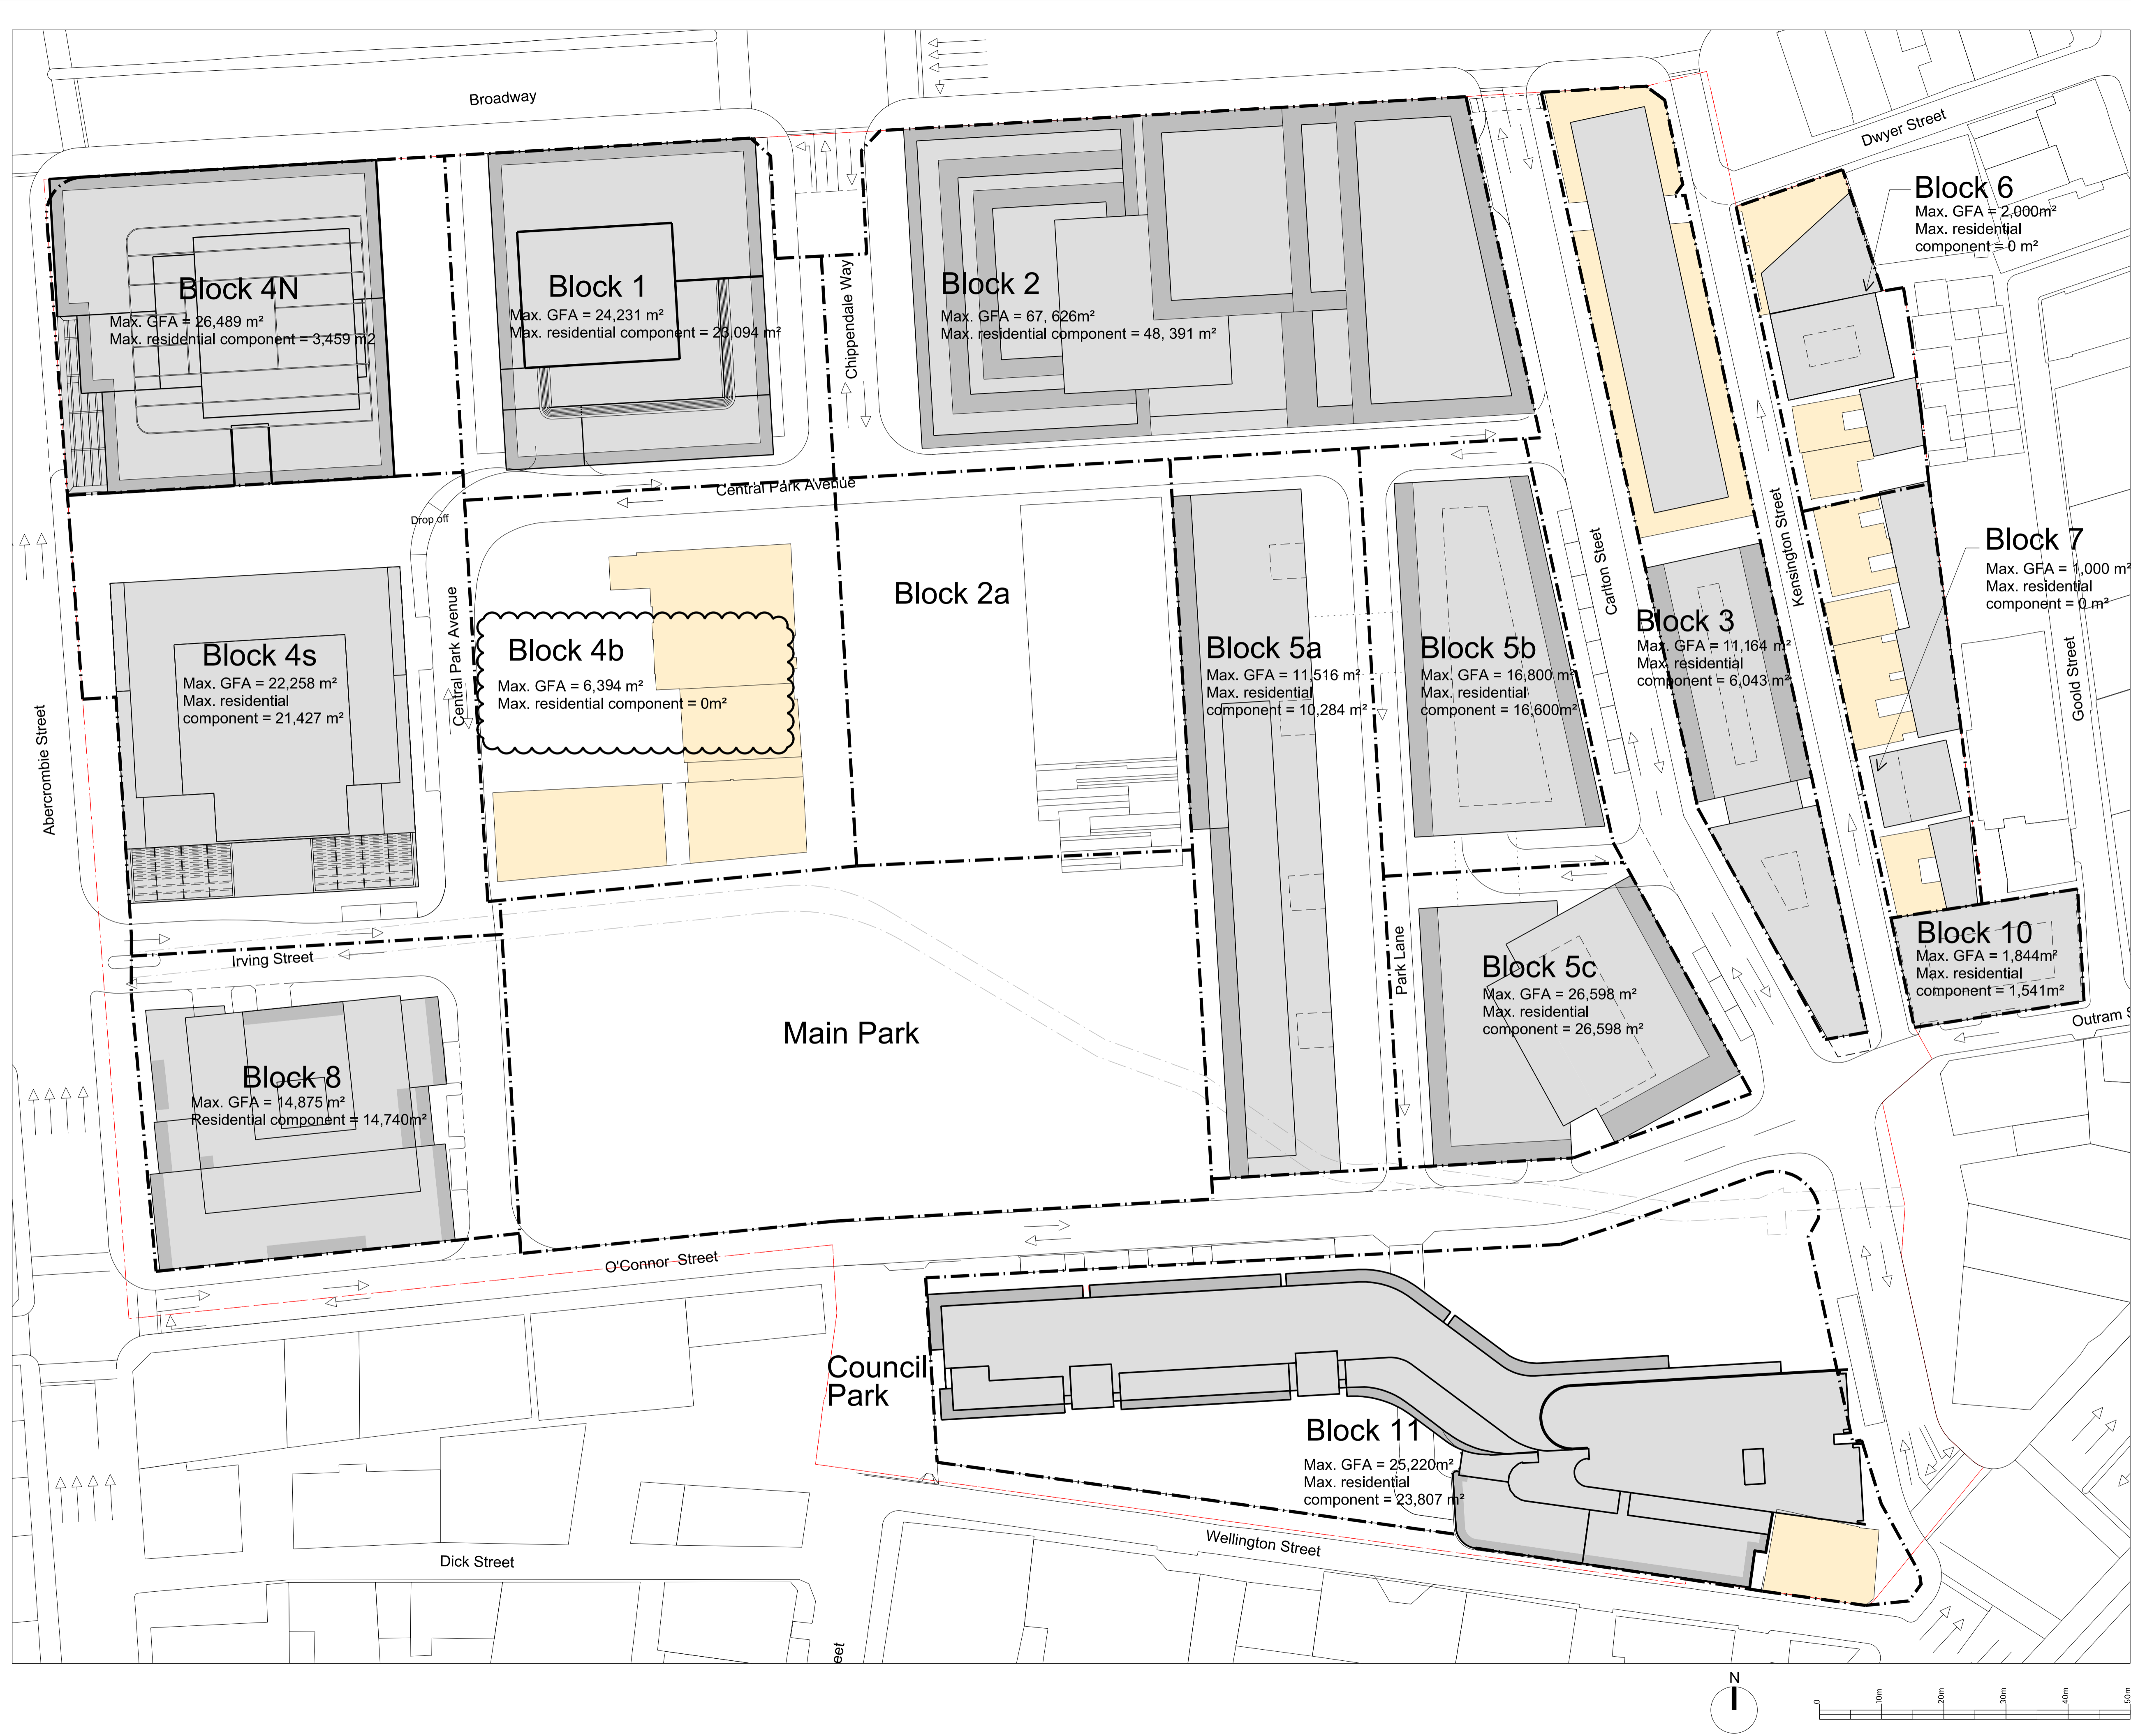 Broadway
Dwyer Street
Block 6
Max. GFA = 2,000m²
Max. residential
component = 0 m²
Block 4N
Max. GFA = 26,489 m²
Max. residential component = 3,459 m2
Block 1
Max. GFA = 24,231 m²
Max. residential component = 23,094 m²
Chippendale Way
Block 2
Max. GFA = 67, 626m²
Max. residential component = 48, 391 m²
Central Park Avenue
Drop off
Kensington Street
Block 7
Max. GFA = 1,000 m²
Max. residential
component = 0 m²
Carlton Steet
Block 2a
Block 4s
Max. GFA = 22,258 m²
Max. residential
component = 21,427 m²
Central Park Avenue
Block 4b
Max. GFA = 6,394 m²
Max. residential component = 0m²
Block 5a
Max. GFA = 11,516 m²
Max. residential
component = 10,284 m²
Block 5b
Max. GFA = 16,800 m²
Max. residential
component = 16,600m²
Block 3
Max. GFA = 11,164 m²
Max. residential
component = 6,043 m²
Goold Street
Abercrombie Street
Irving Street
Park Lane
Block 5c
Max. GFA = 26,598 m²
Max. residential
component = 26,598 m²
Block 10
Max. GFA = 1,844m²
Max. residential
component = 1,541m²
Outram S
Main Park
Block 8
Max. GFA = 14,875 m²
Residential component = 14,740m²
O'Connor Street
Council
Park
Block 11
Max. GFA = 25,220m²
Max. residential
component = 23,807 m²
Wellington Street
Dick Street
eet
N
0 10m 20m 30m 40m 50m